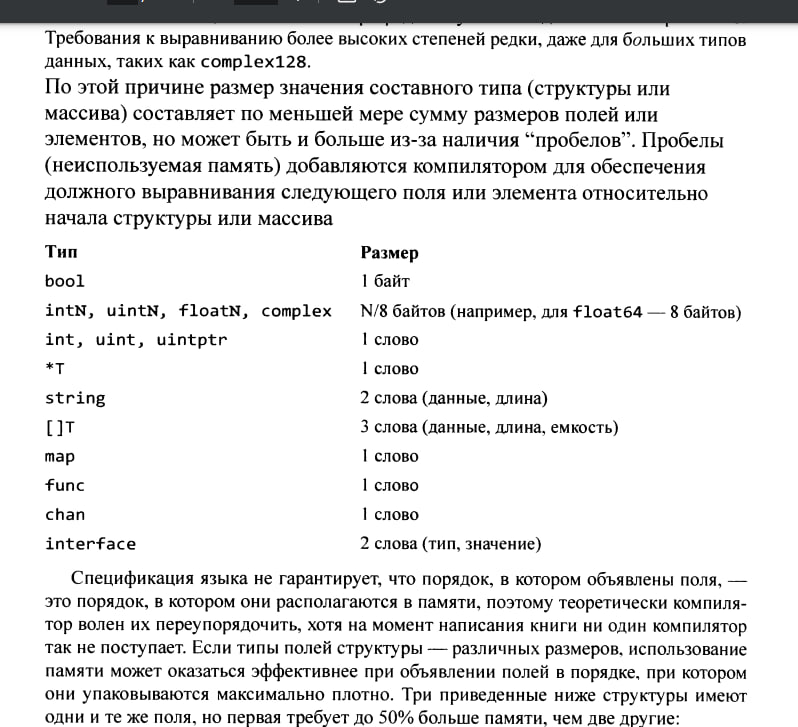 Требования к выравниванию более высоких степеней редки, даже для больших типов
данных, таких как complex128.
По этой причине размер значения составного типа (структуры или
массива) составляет по меньшей мере сумму размеров полей или
элементов, но может быть и больше из-за наличия “пробелов”. Пробелы
(неиспользуемая память) добавляются компилятором для обеспечения
должного выравнивания следующего поля или элемента относительно
начала структуры или массива
Тип Размер
bool 1 байт
intN, uintN, floatN, complex N/8 байтов (например, для float64 — 8 байтов)
int, uint, uintptr 1 слово
*T 1 слово
string 2 слова (данные, длина)
[]T 3 слова (данные, длина, емкость)
map 1 слово
func 1 слово
chan 1 слово
interface 2 слова (тип, значение)
Спецификация языка не гарантирует, что порядок, в котором объявлены поля, —
это порядок, в котором они располагаются в памяти, поэтому теоретически компиля-
тор волен их переупорядочить, хотя на момент написания книги ни один компилятор
так не поступает. Если типы полей структуры — различных размеров, использование
памяти может оказаться эффективнее при объявлении полей в порядке, при котором
они упаковываются максимально плотно. Три приведенные ниже структуры имеют
одни и те же поля, но первая требует до 50% больше памяти, чем две другие: